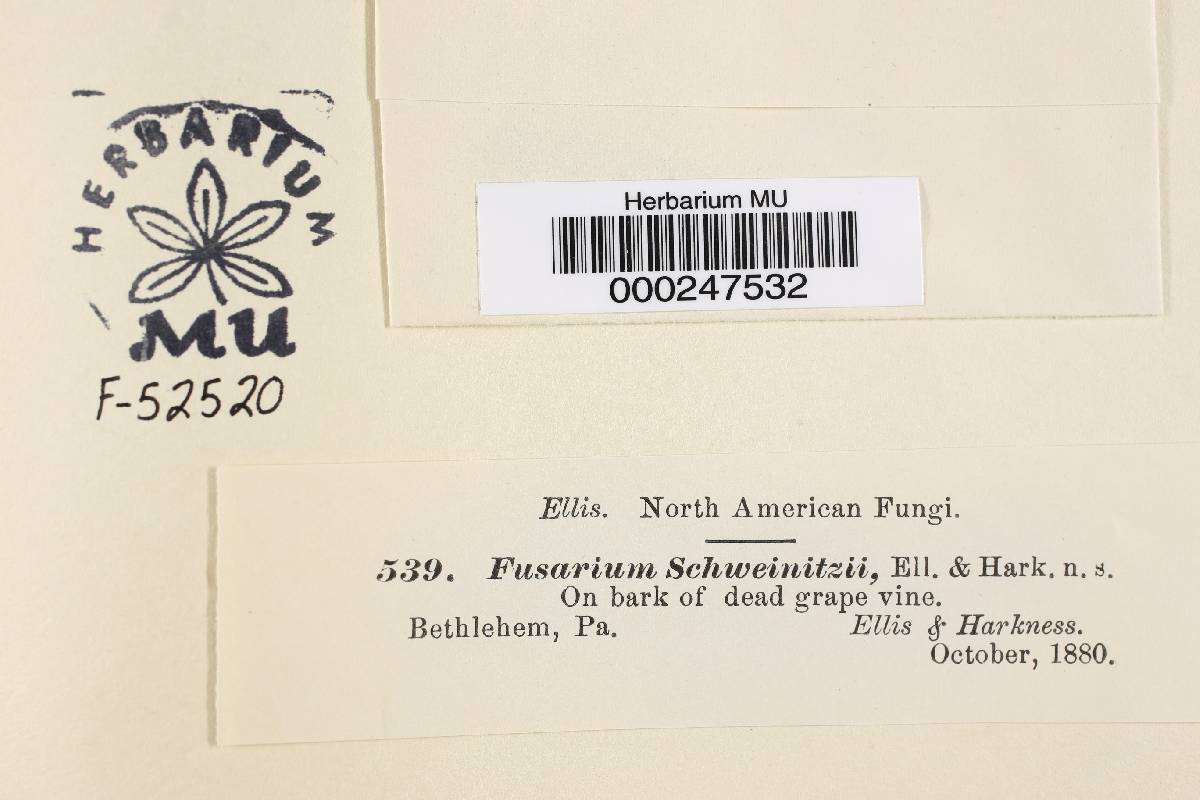 HERBARIUM
MU
F-52520
Herbarium MU
000247532
Ellis. North American Fungi.
539. Fusarium Schweinitzii, Ell. & Hark. n. s.
On bark of dead grape vine.
Bethlehem, Pa. Ellis & Harkness.
October, 1880.